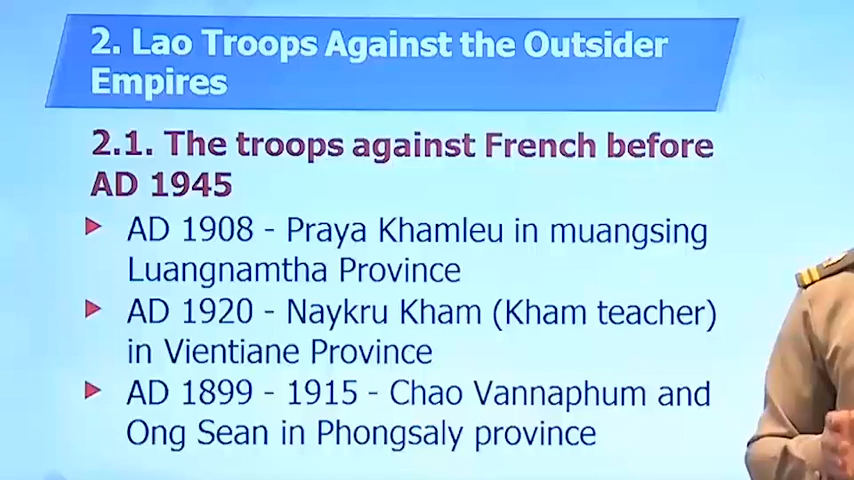 2. Lao Troops Against the Outsider
Empires
2.1. The troops against French before
AD 1945
AD 1908 - Praya Khamleu in muangsing
Luangnamtha Province
AD 1920 - Naykru Kham (Kham teacher)
in Vientiane Province
AD 1899 - 1915 - Chao Vannaphum and
Ong Sean in Phongsaly province